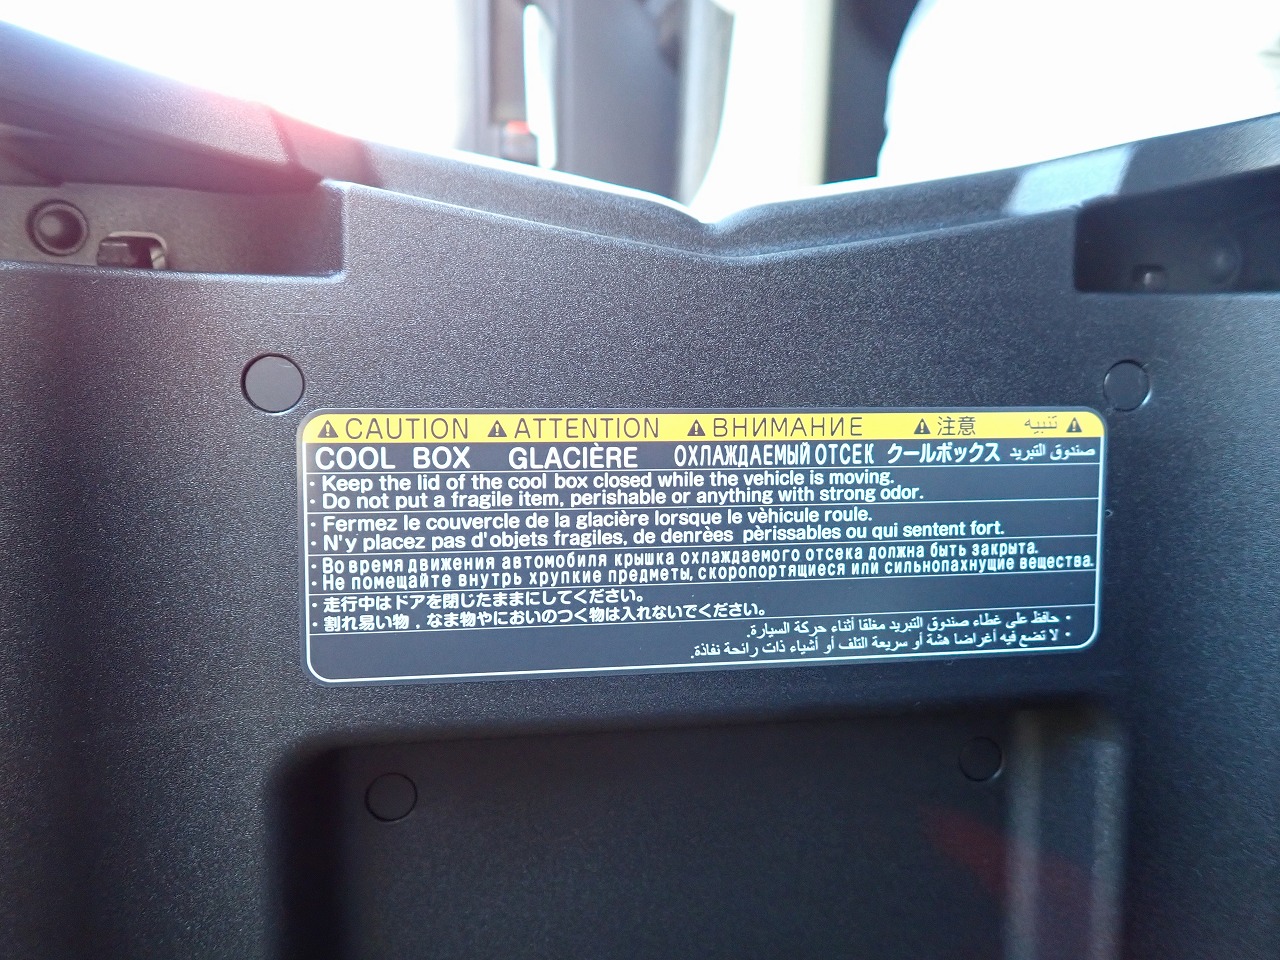 ⚠CAUTION ⚠ATTENTION ⚠ВНИМАНИЕ ⚠注意 تنبيه⚠
COOL BOX GLACIÈRE ОХЛАЖДАЕМЫЙ ОТСЕК クールボックス صندوق التبريد
・Keep the lid of the cool box closed while the vehicle is moving.
・Do not put a fragile item, perishable or anything with strong odor.
・Fermez le couvercle de la glacière lorsque le vèhicule roule.
・N'y placez pas d'objets fragiles, de denrèes pèrissables ou qui sentent fort.
・Во время движения автомобиля крышка охлаждаемого отсека должна быть закрыта.
・Не помещайте внутрь хрупкие предметы, скоропортящиеся или сильнопахнущие вещества.
・走行中はドアを閉じたままにしてください。
・割れ易い物，なま物やにおいのつく物は入れないでください。
・حافظ على غطاء صندوق التبريد مغلقا أثناء حركة السيارة.
・لا تضع فيه أغراضا هشة أو سريعة التلف أو أشياء ذات رائحة نفاذة.